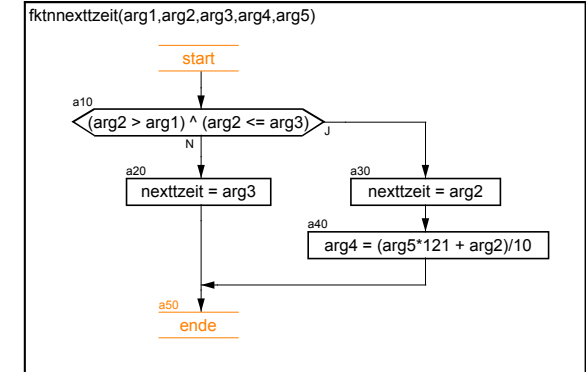 fktnnexttzeit(arg1,arg2,arg3,arg4,arg5)
start
a10
(arg2 > arg1) ^ (arg2 <= arg3)
N
J
a20
nexttzeit = arg3
a30
nexttzeit = arg2
a40
arg4 = (arg5*121 + arg2)/10
a50
ende